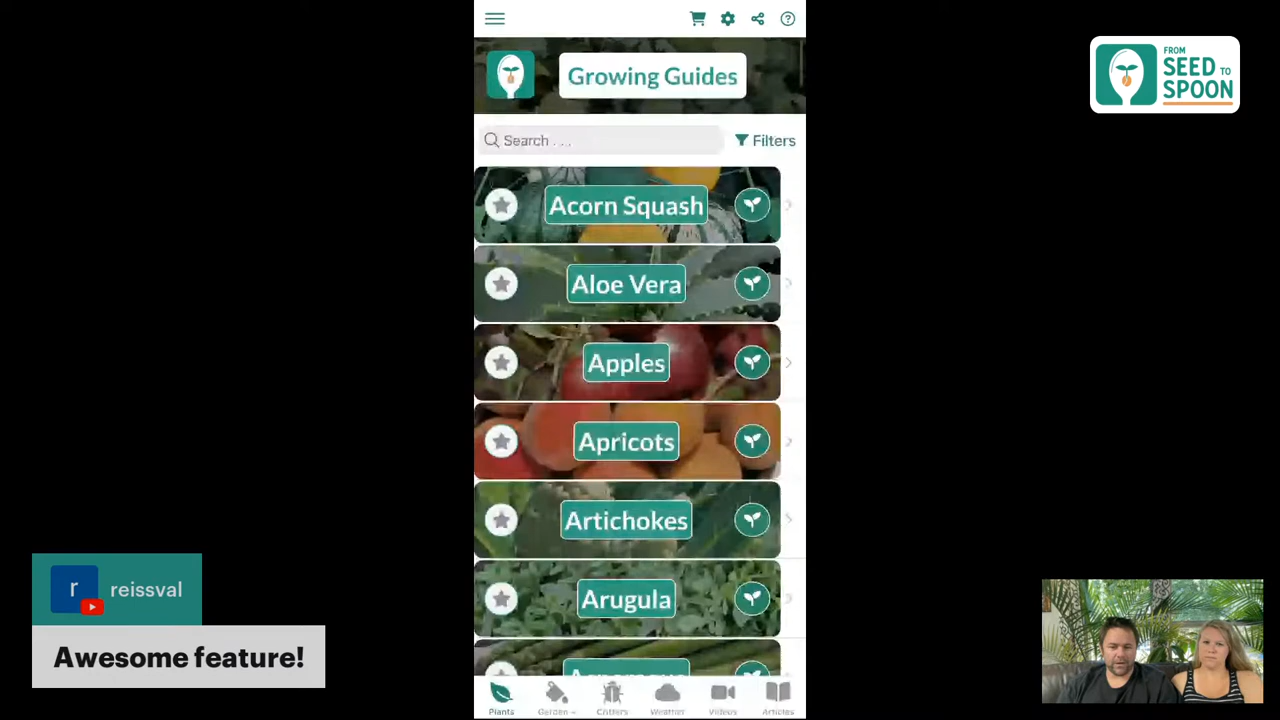 Growing Guides
FROM
SEED TO
SPOON
Search . . .
Filters
Acorn Squash
Aloe Vera
Apples
Apricots
Artichokes
Arugula
r
reissval
Awesome feature!
Plants
Garden
Critters
Weather
Videos
Articles